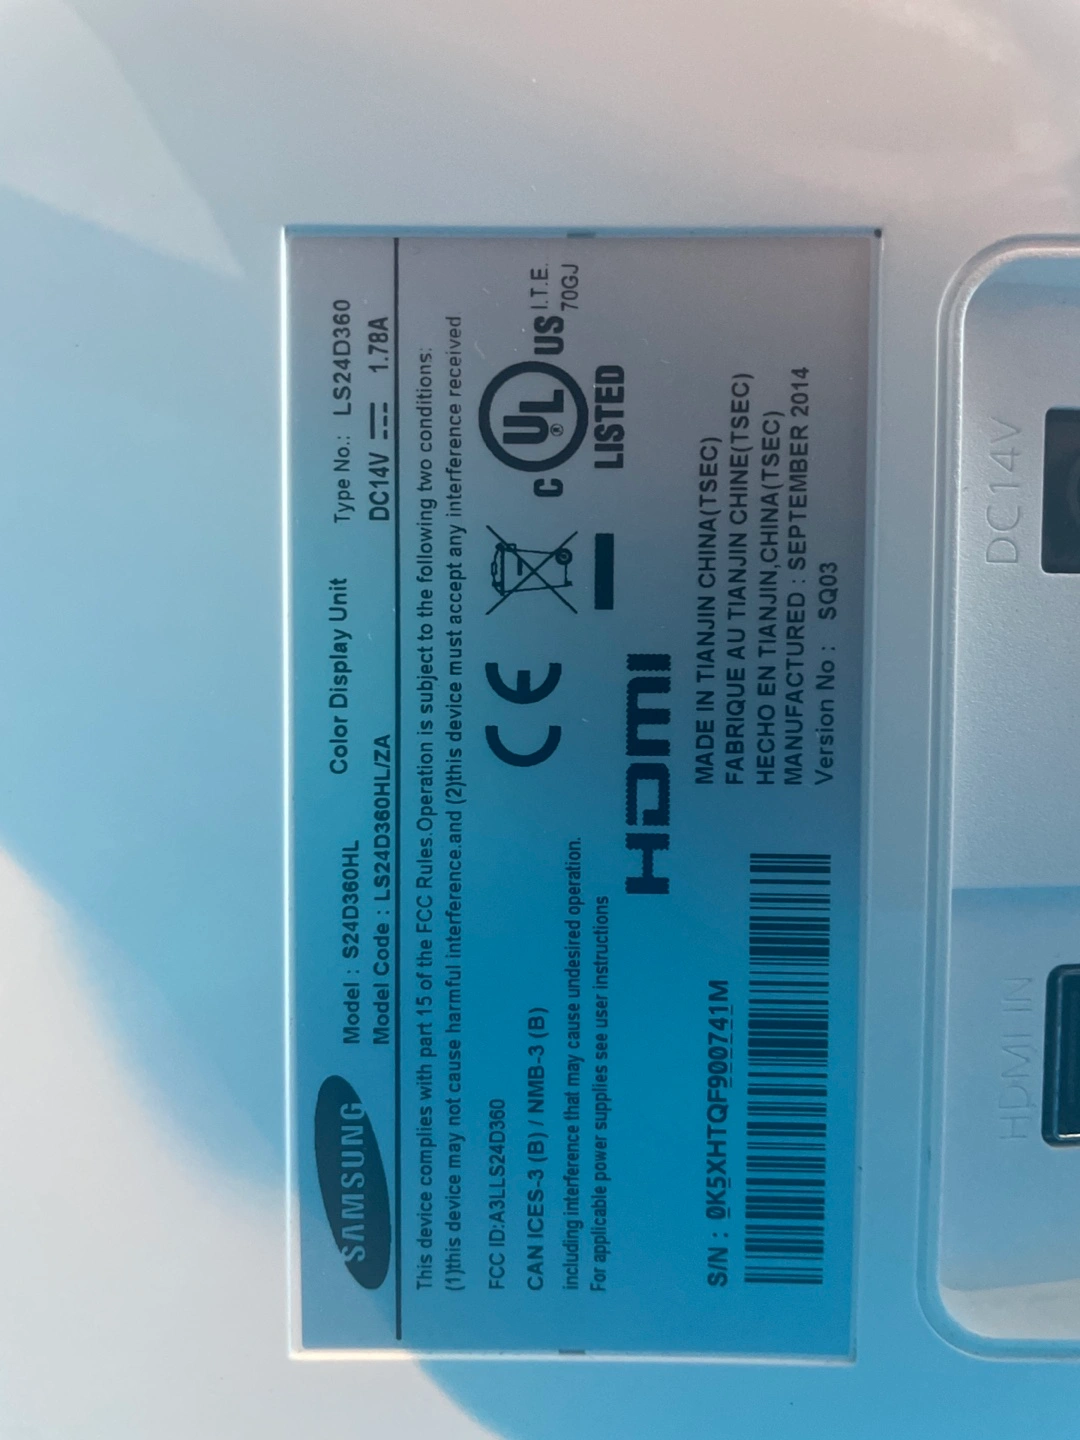 SAMSUNG
Model : S24D360HL Color Display Unit Type No.: LS24D360
Model Code : LS24D360HL/ZA DC14V 1.78A
This device complies with part 15 of the FCC Rules.Operation is subject to the following two conditions:
(1)this device may not cause harmful interference.and (2)this device must accept any interference received
FCC ID:A3LLS24D360
CAN ICES-3 (B) / NMB-3 (B)
including interference that may cause undesired operation.
For applicable power supplies see user instructions
CE
C UL ® US I.T.E.
70GJ
LISTED
HDMI
MADE IN TIANJIN CHINA(TSEC)
FABRIQUE AU TIANJIN CHINE(TSEC)
HECHO EN TIANJIN,CHINA(TSEC)
MANUFACTURED : SEPTEMBER 2014
Version No : SQ03
S/N : 0K5XHTQF900741M
HDMI IN
DC14V